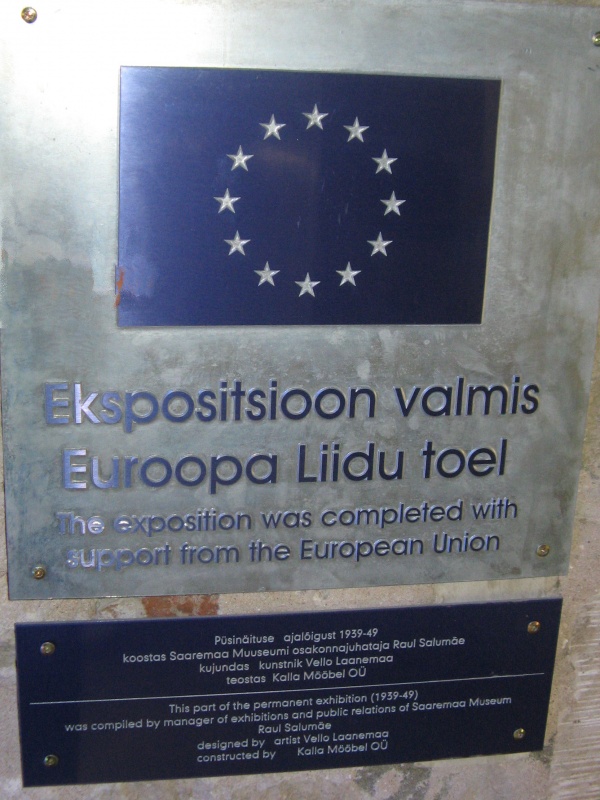 Ekspositsioon valmis
Euroopa Liidu toel
The exposition was completed with
support from the European Union
Püsinäituse ajalõigust 1939-49
koostas Saaremaa Muuseumi osakonnajuhataja Raul Salumäe
kujundas kunstnik Vello Laanemaa
teostas Kalla Mööbel OÜ
This part of the permanent exhibition (1939-49)
was compiled by manager of exhibitions and public relations of Saaremaa Museum
Raul Salumäe
designed by artist Vello Laanemaa
constructed by Kalla Mööbel OÜ